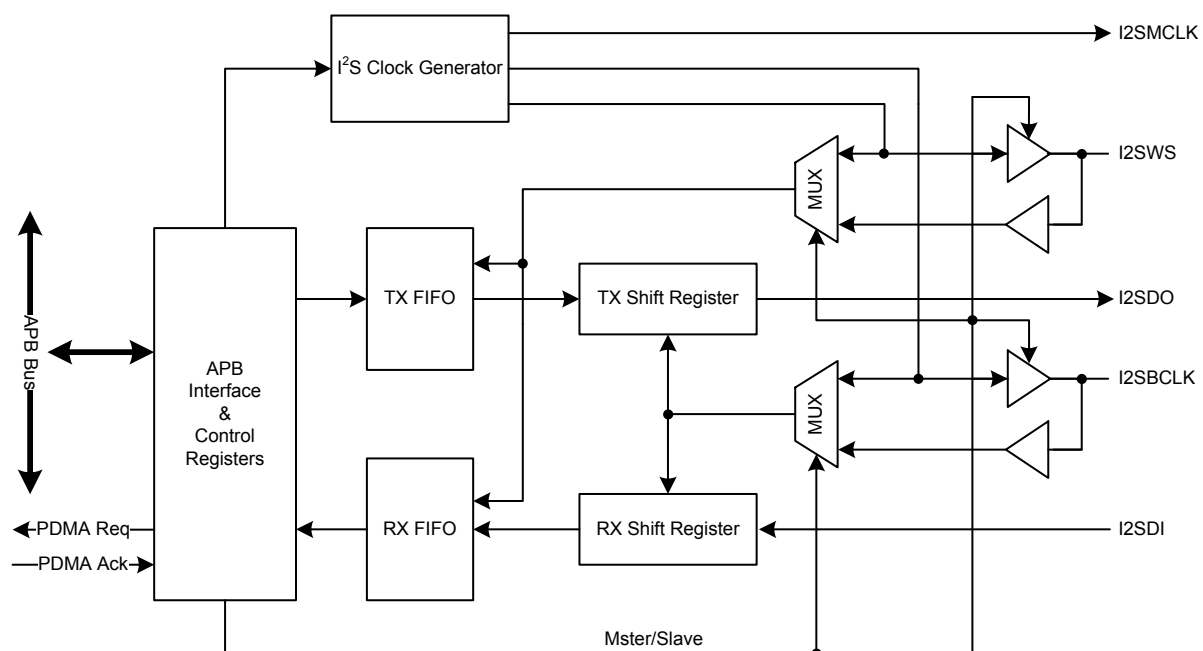 I2SMCLK
I²S Clock Generator
I2SWS
MUX
APB Bus
TX FIFO
TX Shift Register
I2SDO
APB
Interface
&
Control
Registers
MUX
I2SBCLK
PDMA Req
PDMA Ack
RX FIFO
RX Shift Register
I2SDI
Mster/Slave